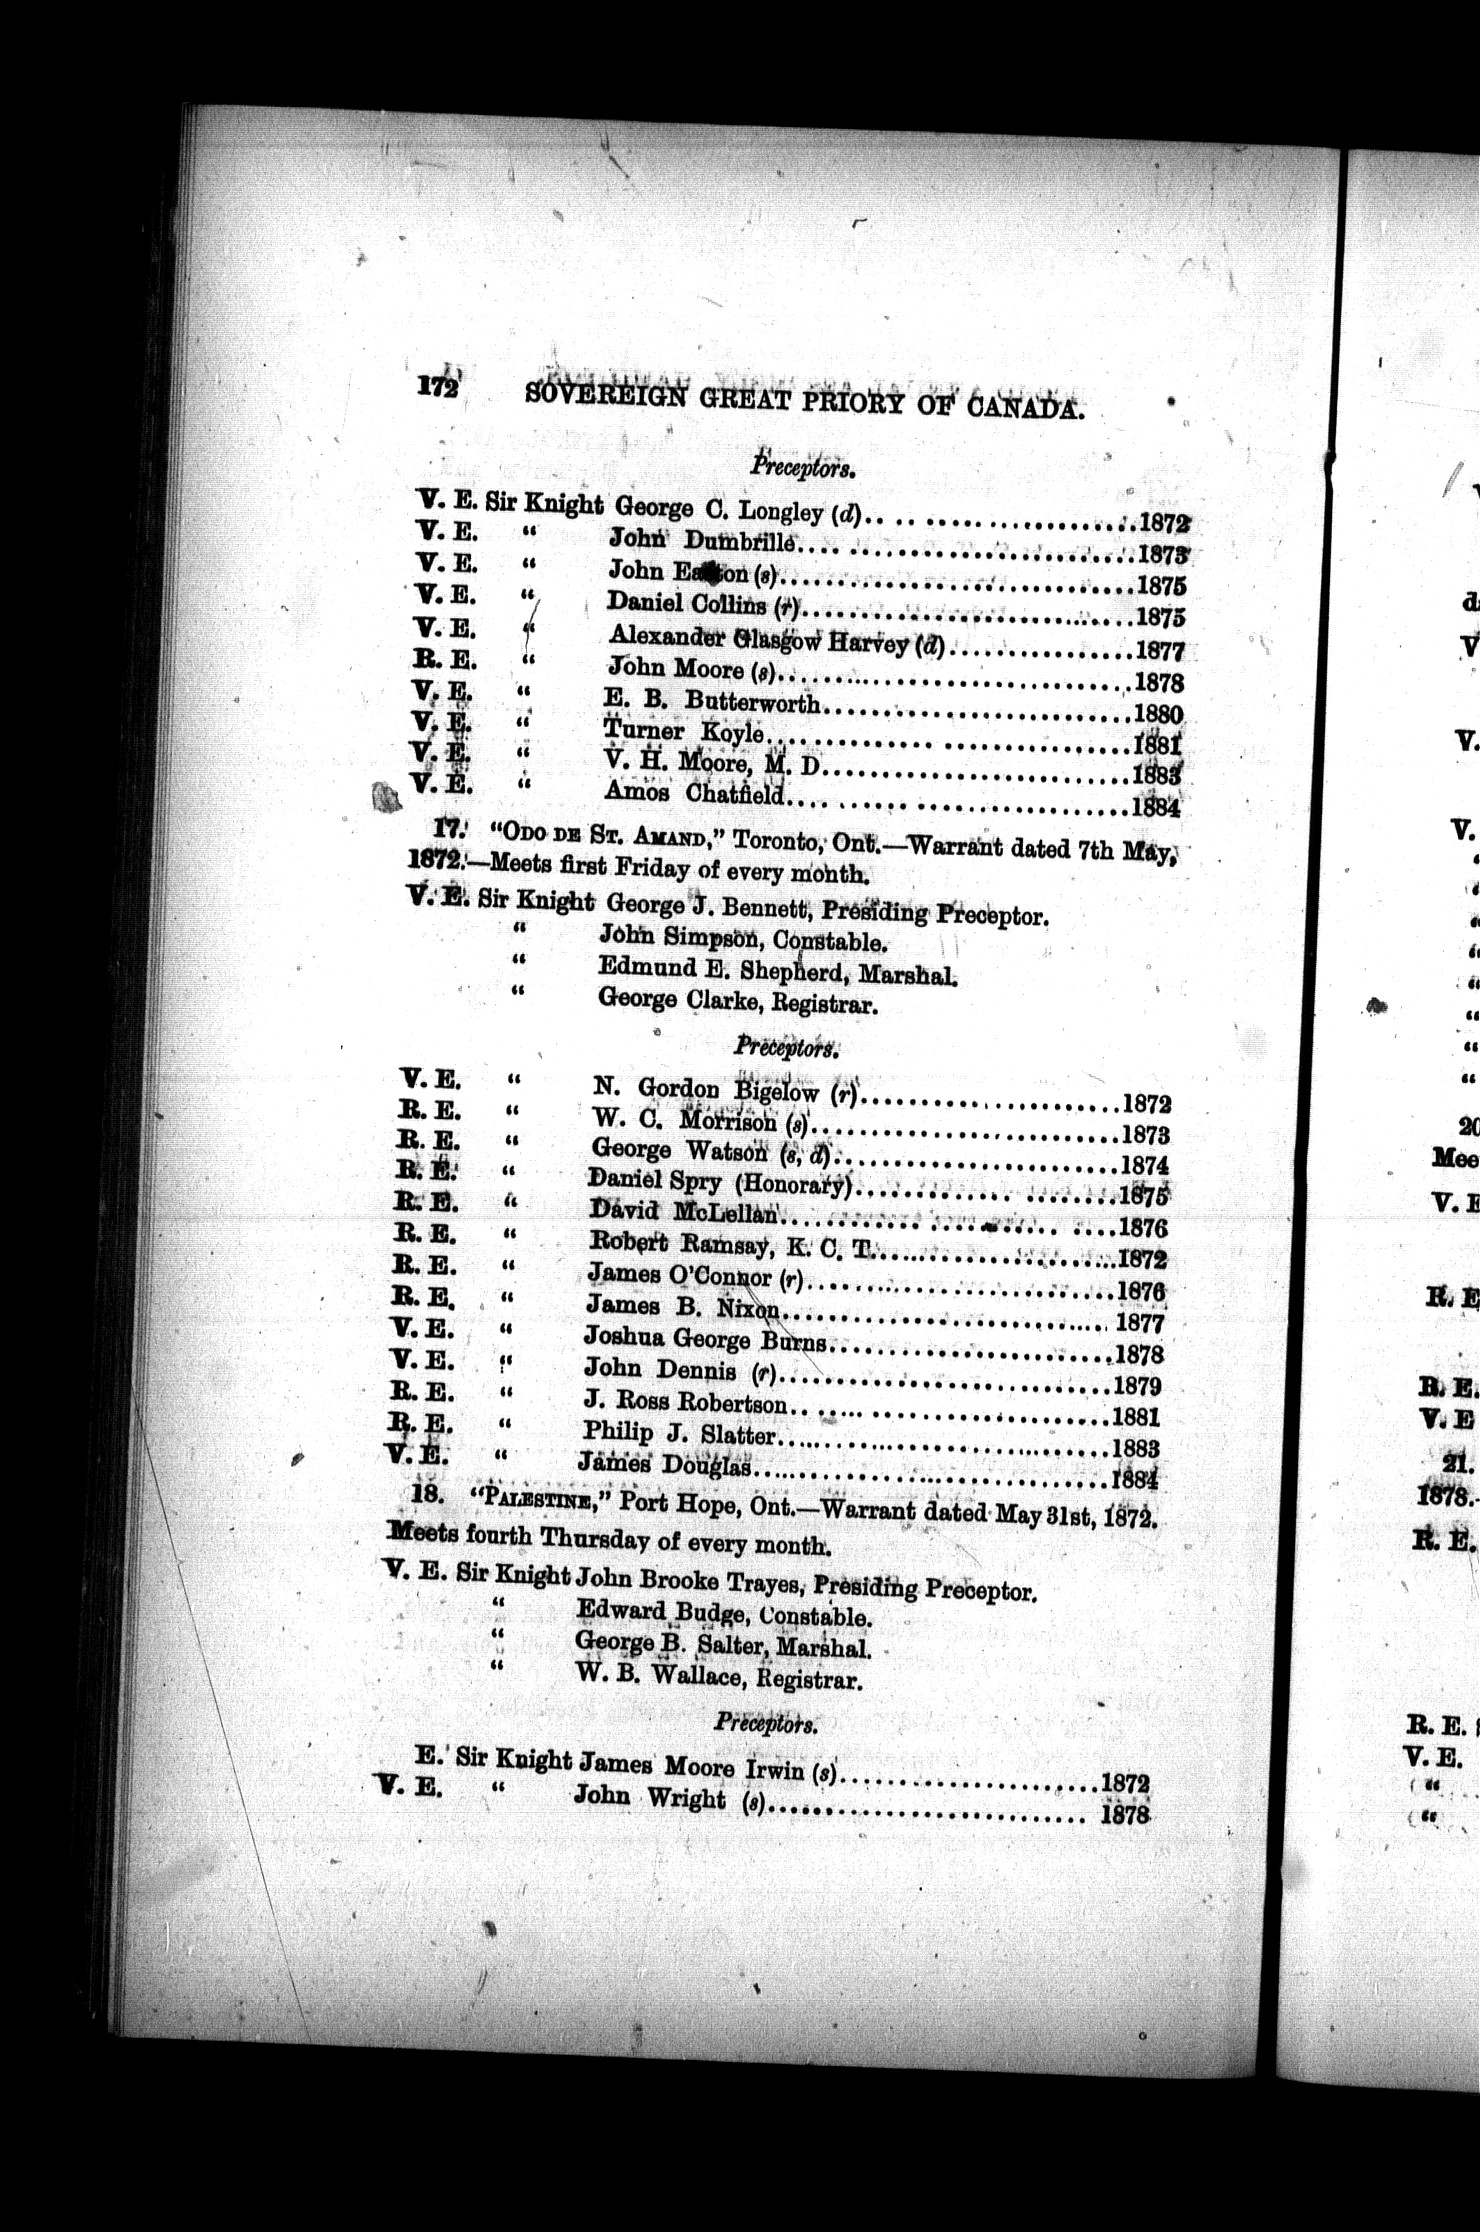 172 SOVEREIGN GREAT PRIORY OF CANADA.
Preceptors.
V. E. Sir Knight George C. Longley (d).. .. .................1872
V. E. “ John Dumbrille.... ..........................1873
V. E. “ John (s)..................................1875
V. E. “ Daniel Collins (r)................................1875
V. E. “ Alexander Glasgow Harvey (d)................1877
R. E. “ John Moore (s)..................................1878
V. E. “ E. B. Butterworth..............................1880
V. E. “ Turner Koyle................ ..................1881
V. E. “ V. H. Moore, M. D.............................1883
V. E. “ Amos Chatfield.... ...... .....................1884
17. “ODO DE ST. AMAND,” Toronto, Ont.—Warrant dated 7th May,
1872.—Meets first Friday of every month.
V. E. Sir Knight George J. Bennett, Presiding Preceptor.
“ John Simpson, Constable.
“ Edmund E. Shepherd, Marshal.
“ George Clarke, Registrar.
Preceptors.
V. E. “ N. Gordon Bigelow (r).........................1872
R. E. “ W. C. Morrison (s).............................1873
R. E. “ George Watson (s, d)...........................1874
R. E. “ Daniel Spry (Honorary)............. .........1875
R. E. “ David McLellan............. ........... ....1876
R. E. “ Robert Ramsay, K. C. T........................1872
R. E. “ James O’Connor (r).............................1876
R. E. “ James B. Nixon............................... 1877
V. E. “ Joshua George Burns...........................1878
V. E. “ John Dennis (r)................................1879
R. E. “ J. Ross Robertson.. ..... .....................1881
R. E. “ Philip J. Slatter................................1883
V. E. “ James Douglas..................................1884
18. “PALESTINE,” Port Hope, Ont.—Warrant dated May 31st, 1872.
Meets fourth Thursday of every month.
V. E. Sir Knight John Brooke Trayes, Presiding Preceptor.
“ Edward Budge, Constable.
“ George B. Salter, Marshal.
“ W. B. Wallace, Registrar.
Preceptors.
E. Sir Knight James Moore Irwin (s).........................1872
V. E. “ John Wright (s)............................... 1878
V.
V.
20
Mee
V. E
R. E
R. E.
V. E
21.
1878.
R. E.
R. E.
V. E.
“
“